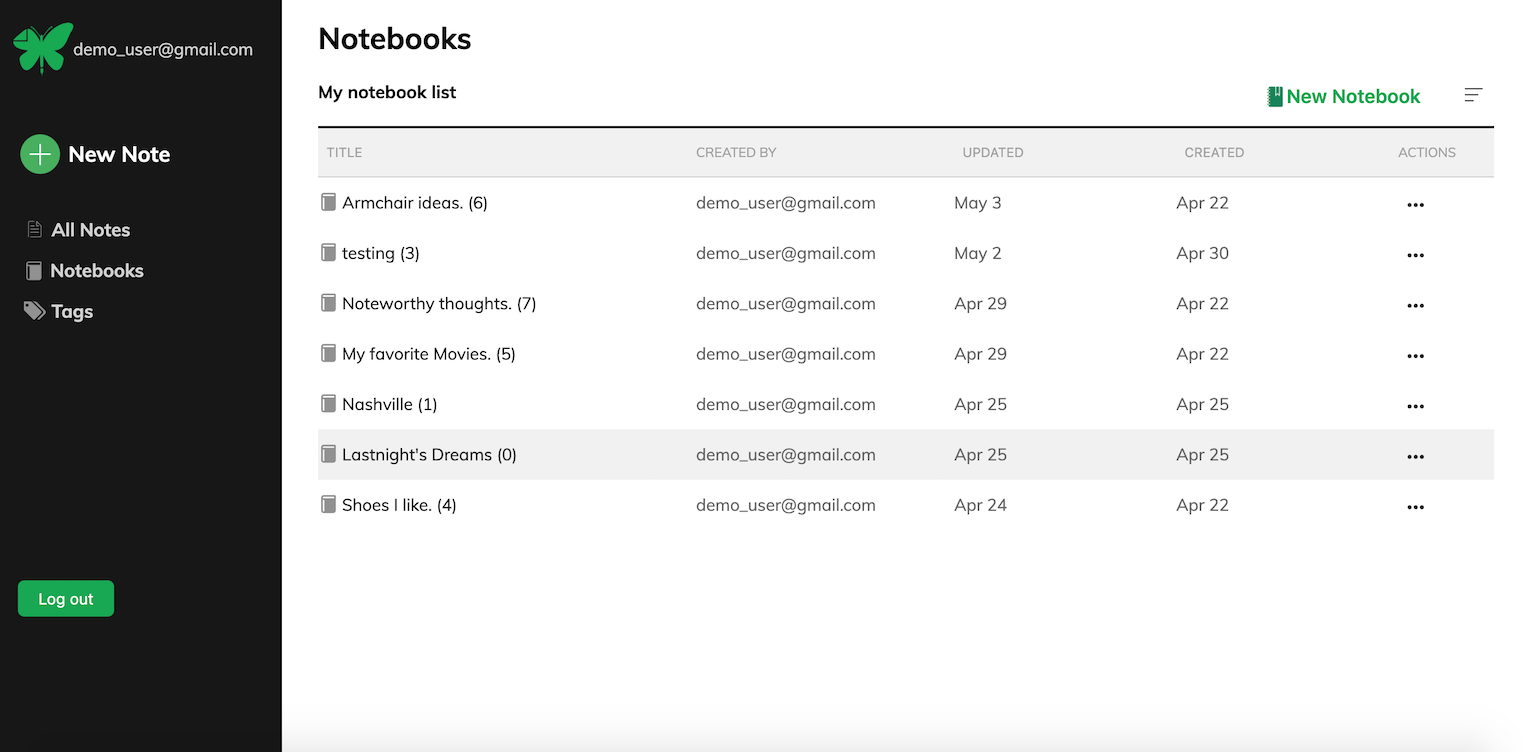 demo_user@gmail.com
New Note
All Notes
Notebooks
Tags
Log out
Notebooks
My notebook list
New Notebook
TITLE CREATED BY UPDATED CREATED ACTIONS
Armchair ideas. (6) demo_user@gmail.com May 3 Apr 22 •••
testing (3) demo_user@gmail.com May 2 Apr 30 •••
Noteworthy thoughts. (7) demo_user@gmail.com Apr 29 Apr 22 •••
My favorite Movies. (5) demo_user@gmail.com Apr 29 Apr 22 •••
Nashville (1) demo_user@gmail.com Apr 25 Apr 25 •••
Lastnight's Dreams (0) demo_user@gmail.com Apr 25 Apr 25 •••
Shoes I like. (4) demo_user@gmail.com Apr 24 Apr 22 •••